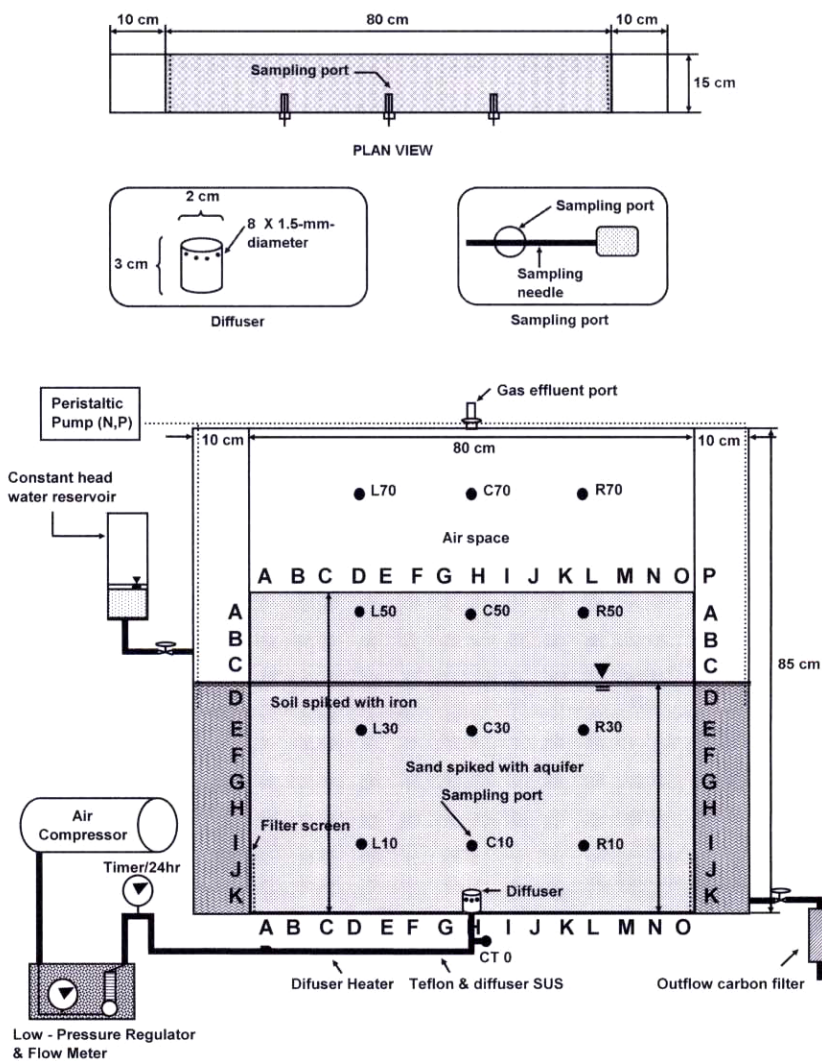 10 cm 80 cm 10 cm
Sampling port
15 cm
PLAN VIEW
2 cm
8 X 1.5-mm-
diameter
3 cm
Diffuser
Sampling port
Sampling
needle
Sampling port
Gas effluent port
Peristaltic
Pump (N,P)
10 cm 80 cm 10 cm
Constant head
water reservoir
L70 C70 R70
Air space
A B C D E F G H I J K L M N O P
A L50 C50 R50 A
B B
C C
85 cm
D D
Soil spiked with iron
E L30 C30 R30 E
F F
Sand spiked with aquifer
G G
Sampling port
H H
Air
Compressor
Filter screen
I L10 C10 R10 I
J J
Timer/24hr
K Diffuser K
A B C D E F G H I J K L M N O
CT 0
Difuser Heater Teflon & diffuser SUS Outflow carbon filter
Low - Pressure Regulator
& Flow Meter